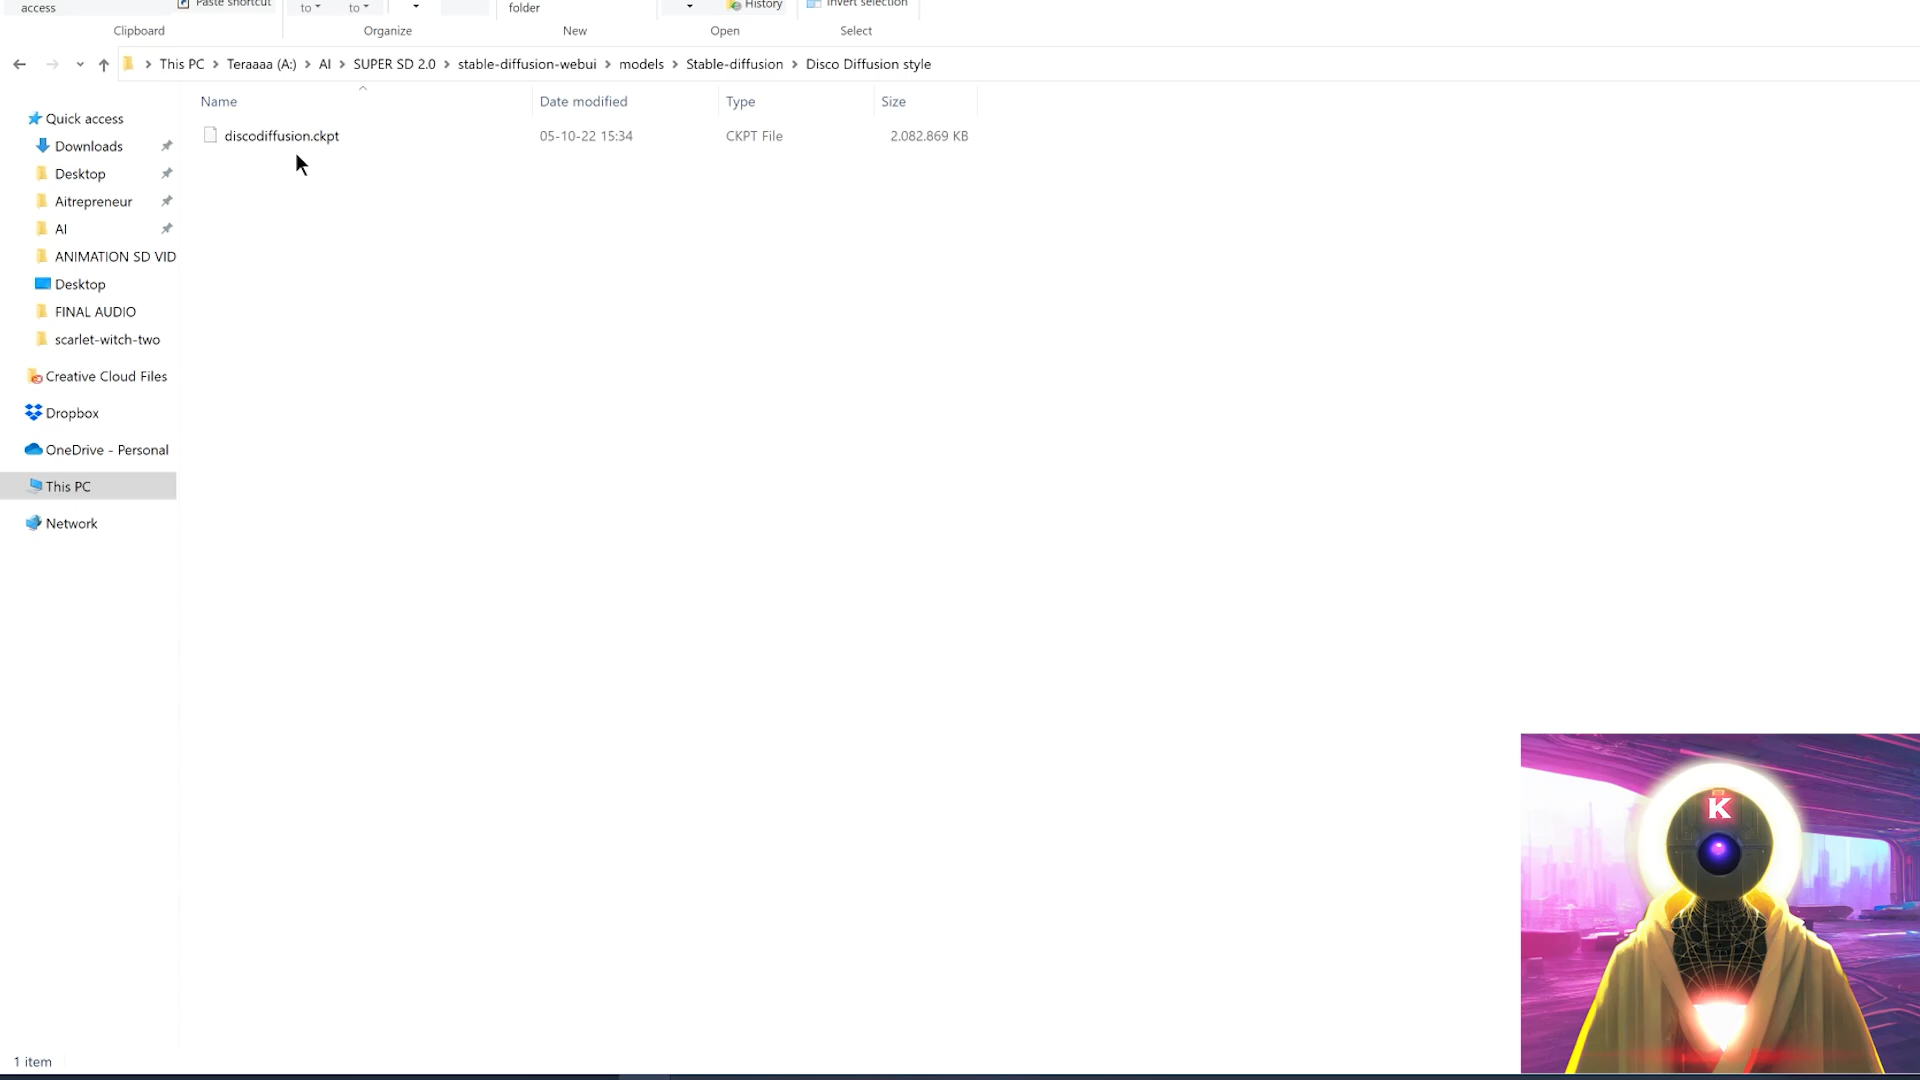 access
Paste shortcut
to
to
folder
History
Invert selection
Clipboard
Organize
New
Open
Select
This PC > Teraaaa (A:) > AI > SUPER SD 2.0 > stable-diffusion-webui > models > Stable-diffusion > Disco Diffusion style
Name Date modified Type Size
discodiffusion.ckpt 05-10-22 15:34 CKPT File 2.082.869 KB
Quick access
Downloads
Desktop
Aitrepreneur
AI
ANIMATION SD VID
Desktop
FINAL AUDIO
scarlet-witch-two
Creative Cloud Files
Dropbox
OneDrive - Personal
This PC
Network
K
1 item